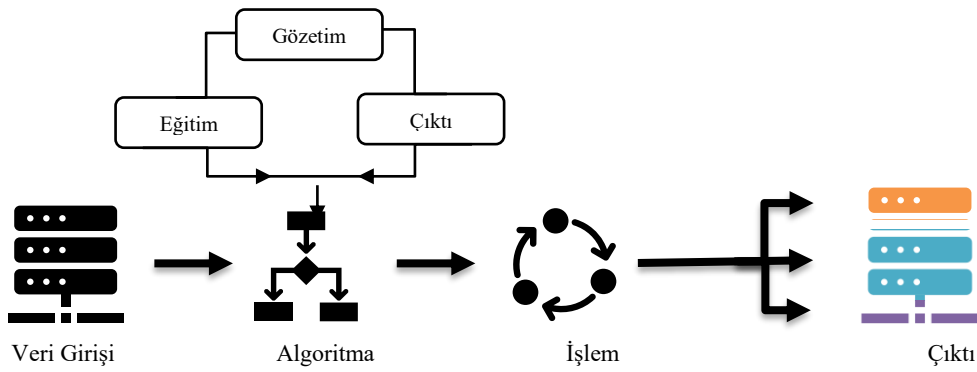 Gözetim
Eğitim
Çıktı
Veri Girişi
Algoritma
İşlem
Çıktı